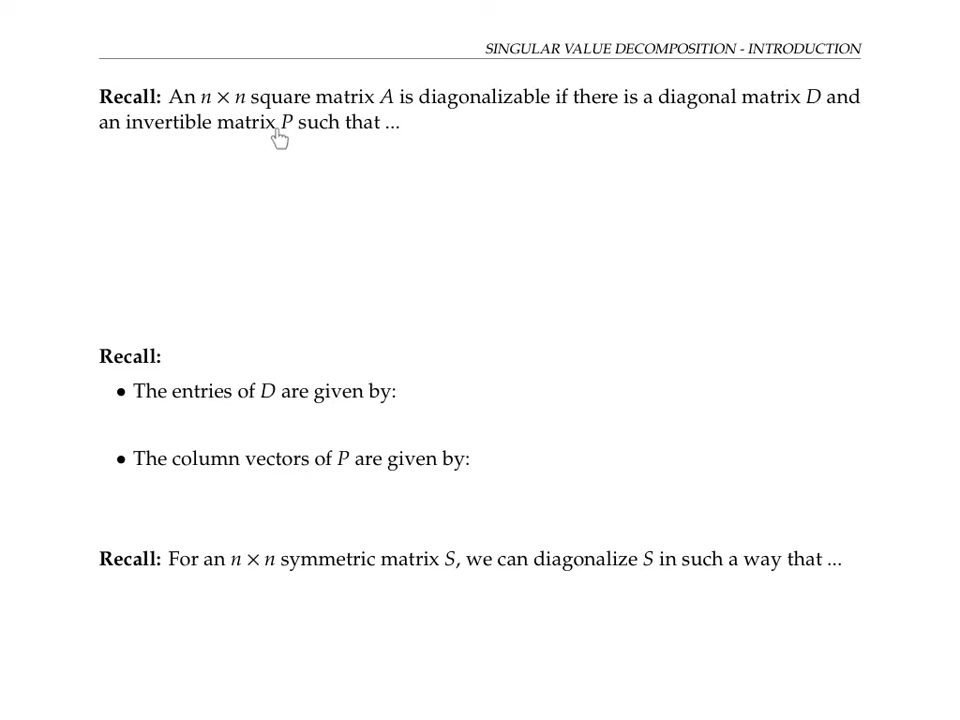 SINGULAR VALUE DECOMPOSITION - INTRODUCTION
Recall: An n × n square matrix A is diagonalizable if there is a diagonal matrix D and
an invertible matrix P such that ...
Recall:
• The entries of D are given by:
• The column vectors of P are given by:
Recall: For an n × n symmetric matrix S, we can diagonalize S in such a way that ...